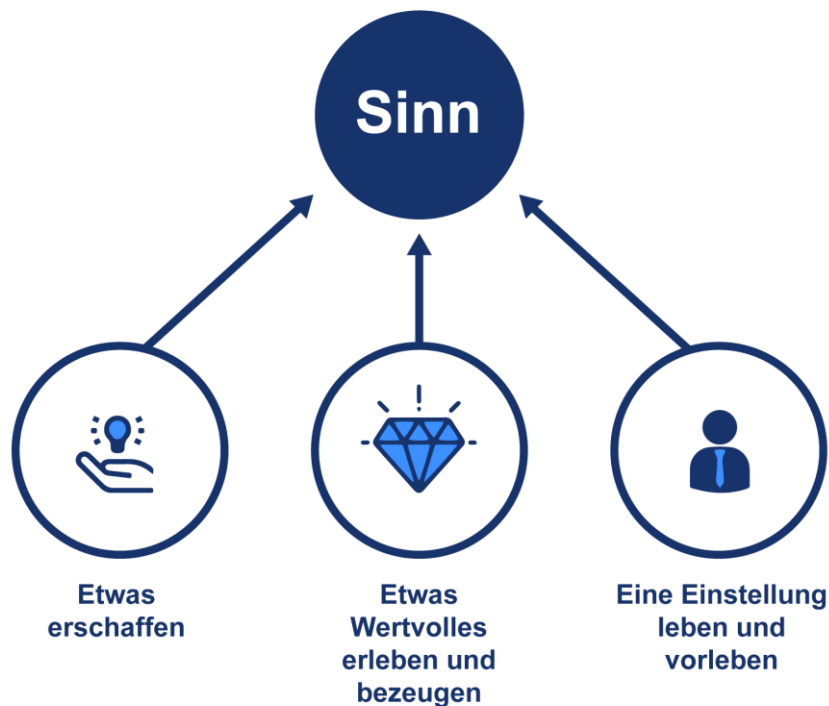 Sinn
Etwas
erschaffen
Etwas
Wertvolles
erleben und
bezeugen
Eine Einstellung
leben und
vorleben